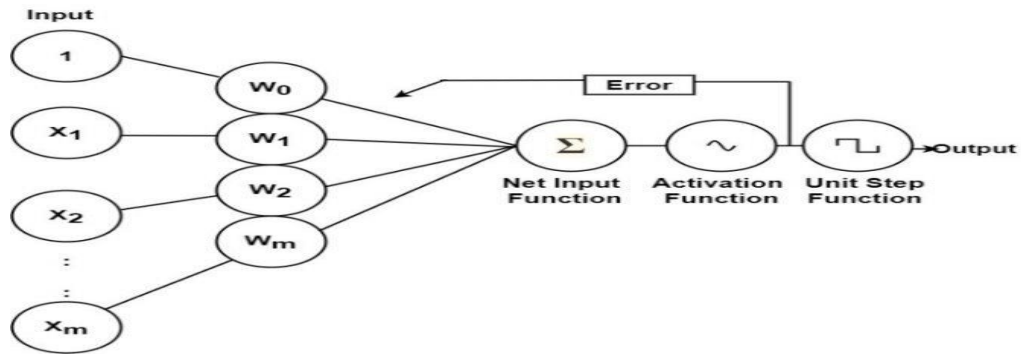 Input
1
x1
x2
:
:
xm
w0
w1
w2
wm
Error
Σ
Net Input
Function
Activation
Function
Unit Step
Function
Output